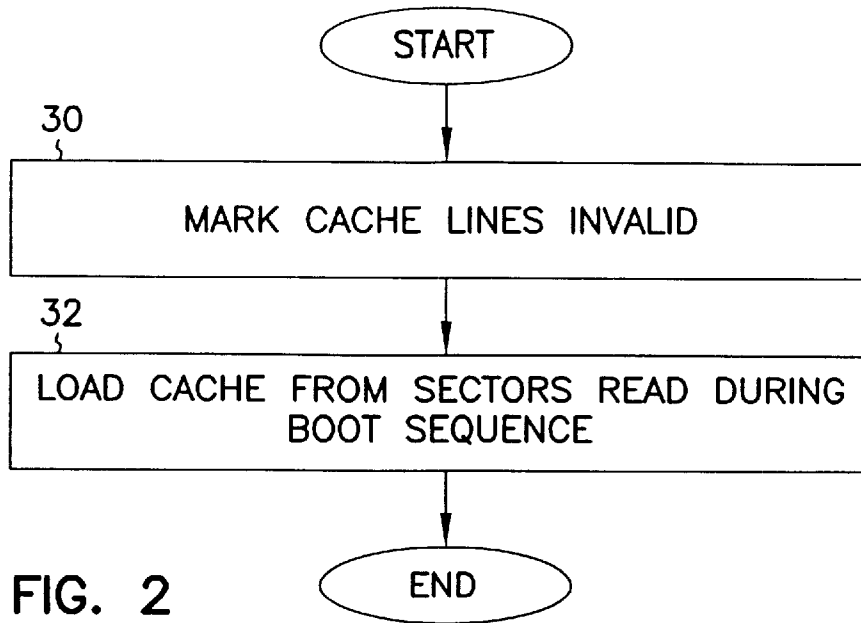 START
30
MARK CACHE LINES INVALID
32
LOAD CACHE FROM SECTORS READ DURING
BOOT SEQUENCE
END
FIG. 2